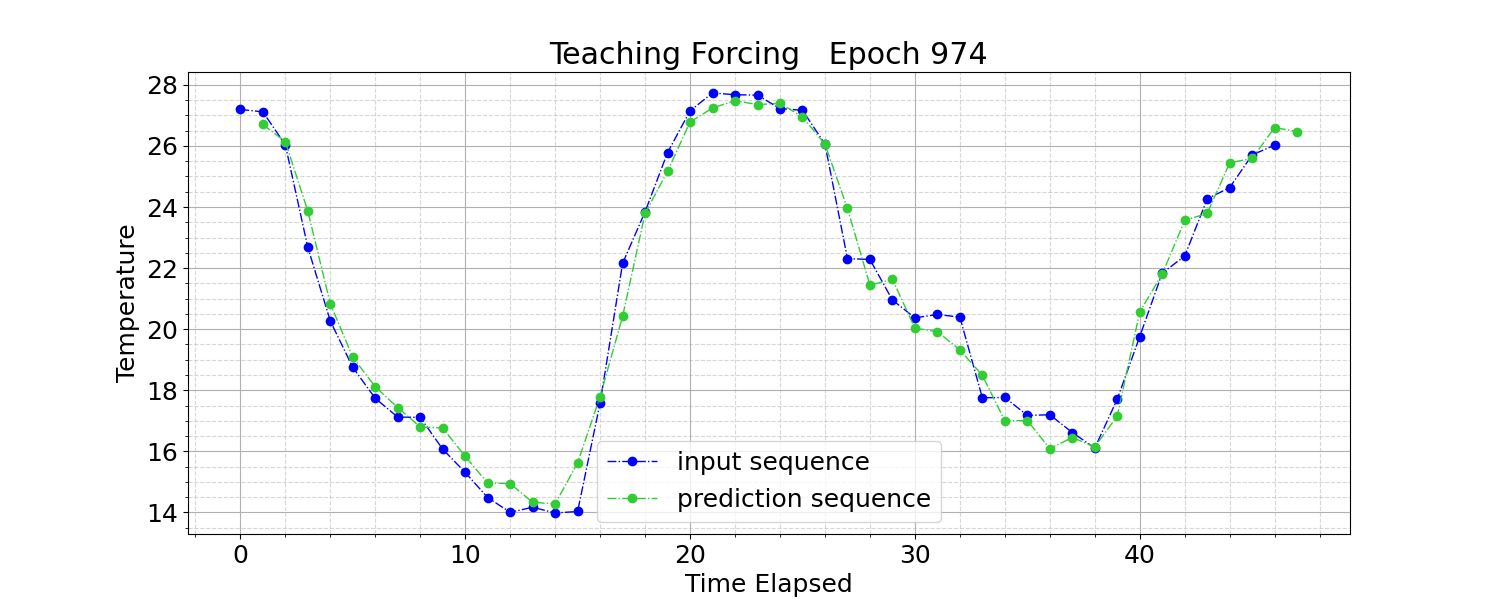 Teaching Forcing   Epoch 974
28
26
24
22
20
18
16
14
Temperature
input sequence
prediction sequence
0 10 20 30 40
Time Elapsed